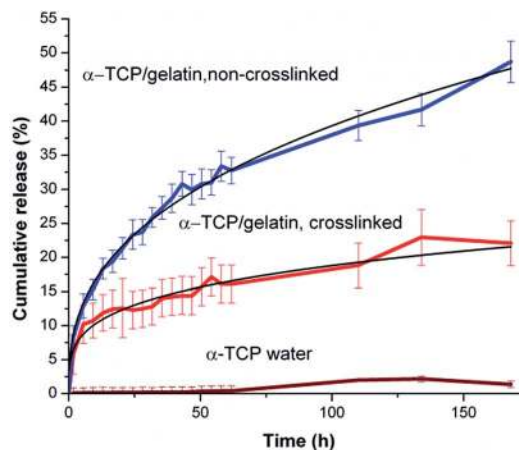 55
50
45
40
35
30
25
20
15
10
5
0
Cumulative release (%)
α–TCP/gelatin,non-crosslinked
α–TCP/gelatin, crosslinked
α-TCP water
0 50 100 150
Time (h)